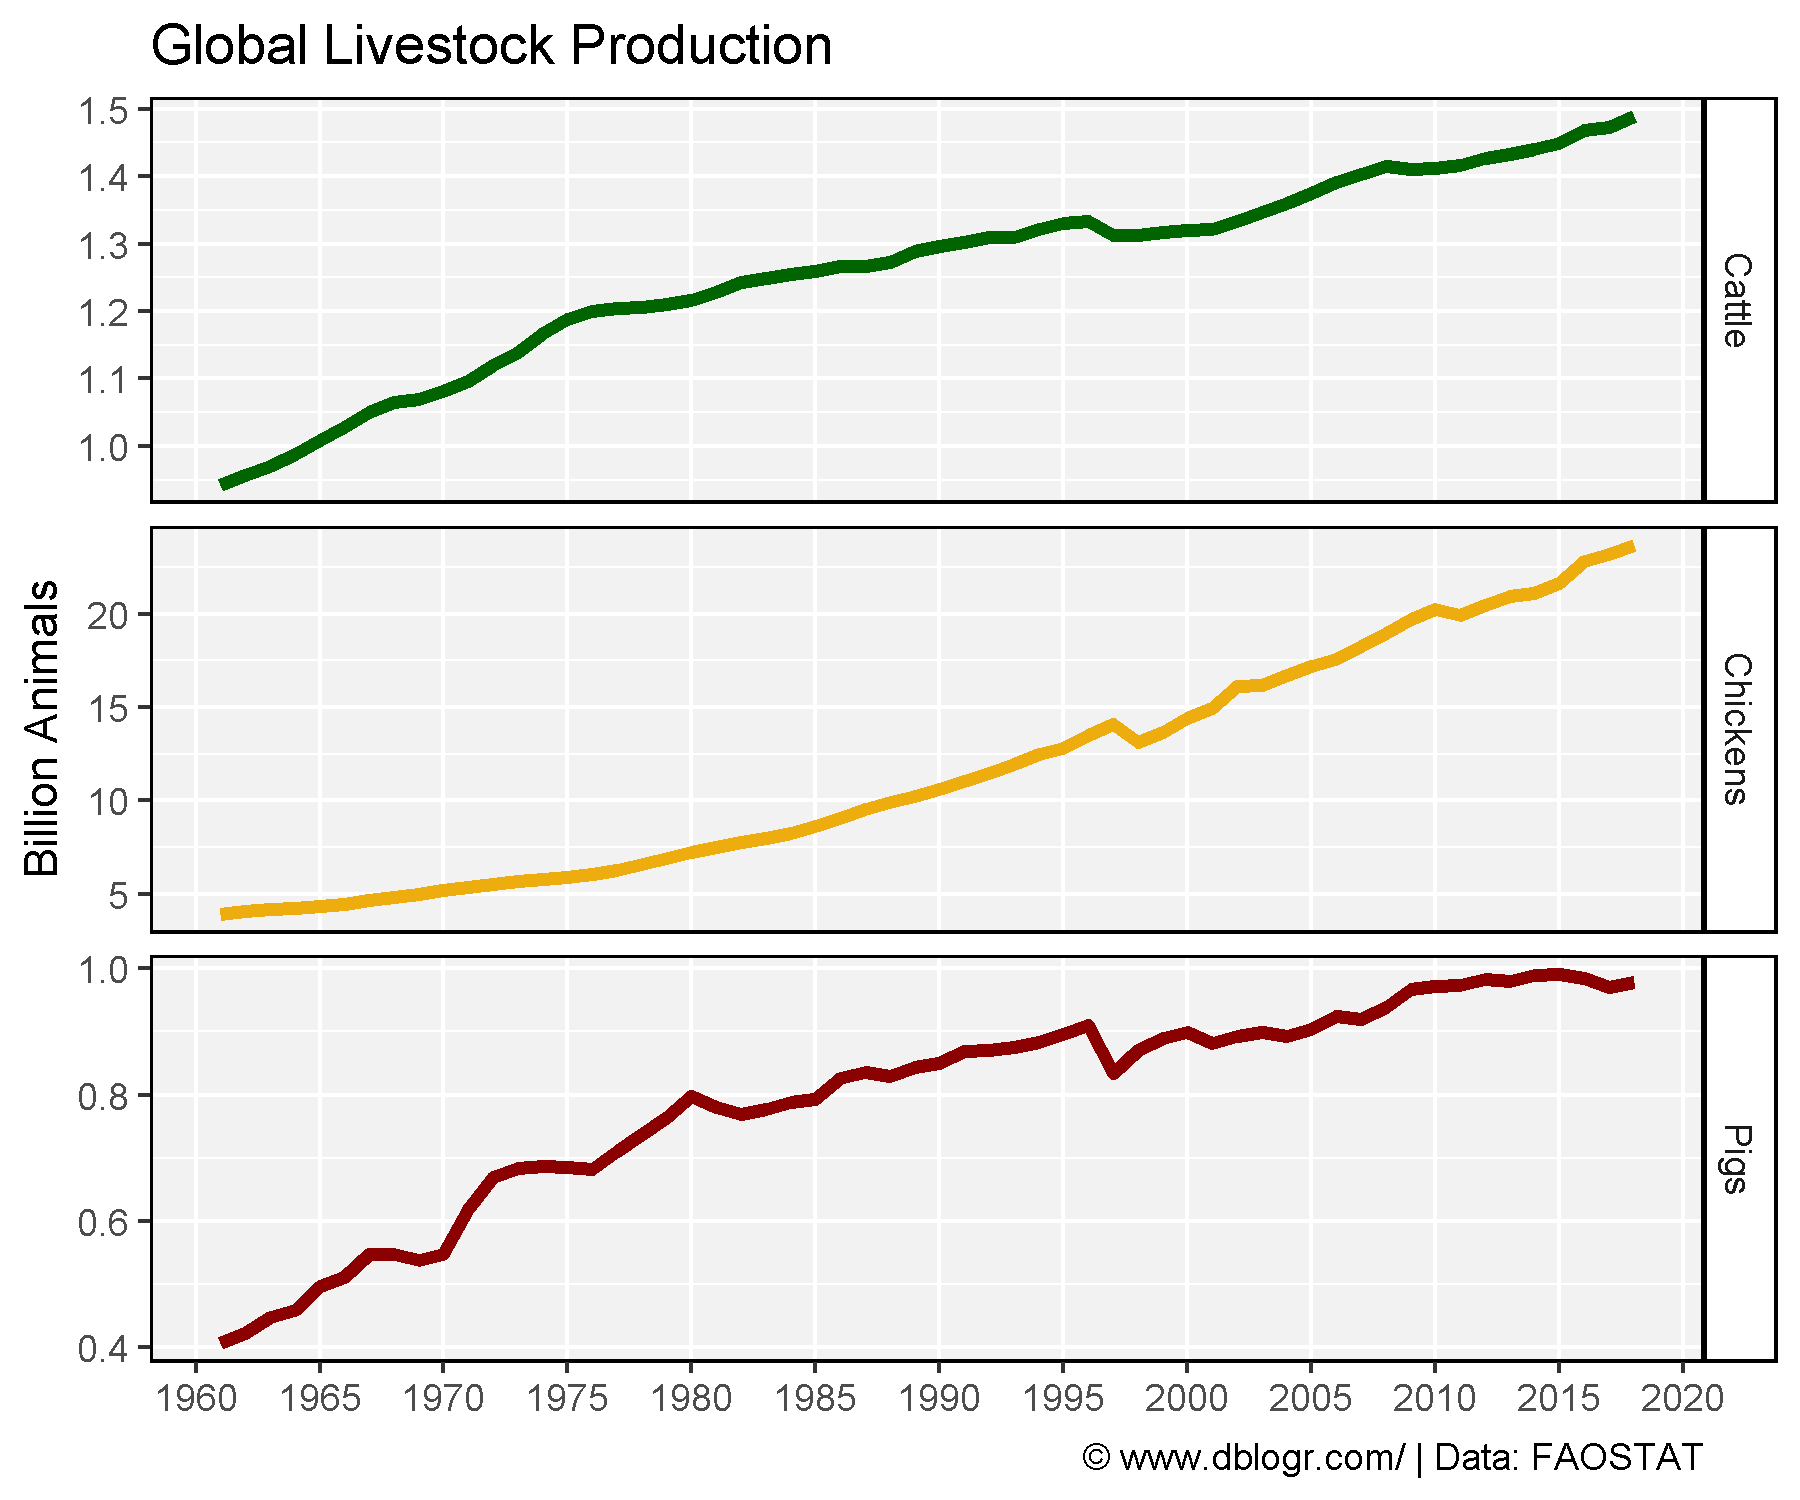 Global Livestock Production
1.5
1.4
1.3
1.2
1.1
1.0
Cattle
Billion Animals
20
15
10
5
Chickens
1.0
0.8
0.6
0.4
Pigs
1960 1965 1970 1975 1980 1985 1990 1995 2000 2005 2010 2015 2020
© www.dblogr.com/ | Data: FAOSTAT